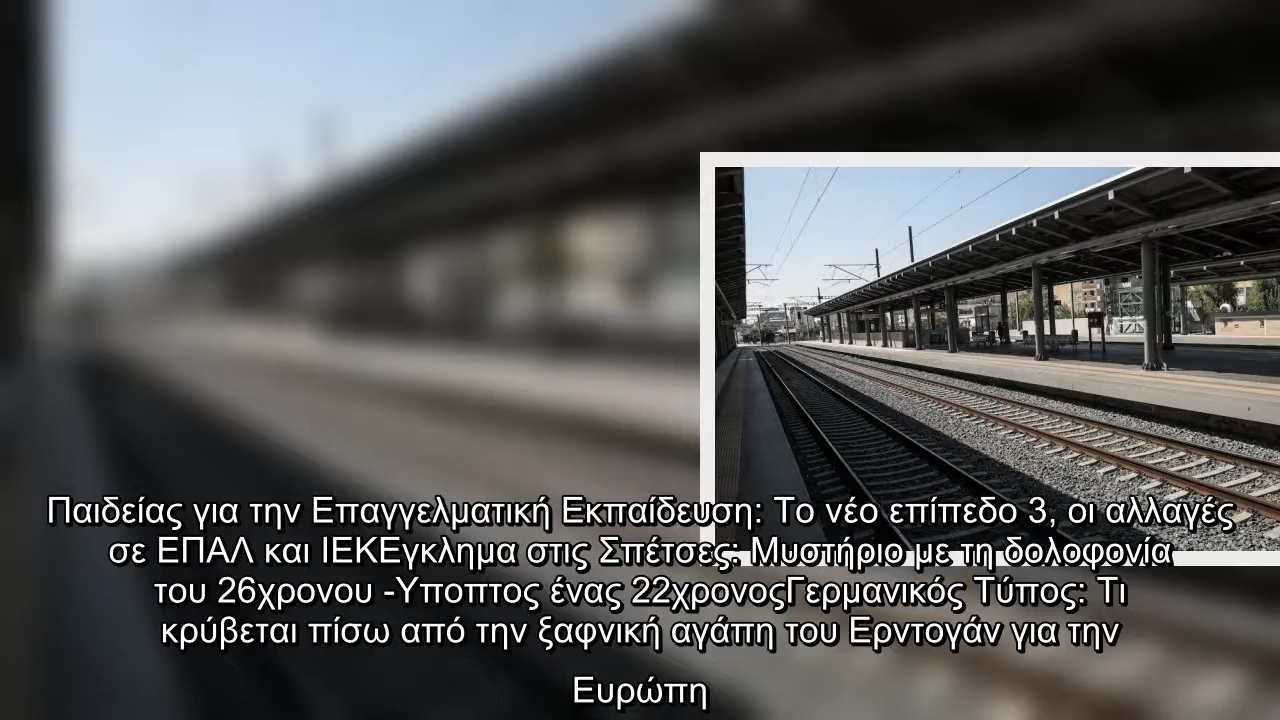 Παιδείας για την Επαγγελματική Εκπαίδευση: Το νέο επίπεδο 3, οι αλλαγές
σε ΕΠΑΛ και ΙΕΚΕγκλημα στις Σπέτσες: Μυστήριο με τη δολοφονία
του 26χρονου -Υποπτος ένας 22χρονοςΓερμανικός Τύπος: Τι
κρύβεται πίσω από την ξαφνική αγάπη του Ερντογάν για την
Ευρώπη